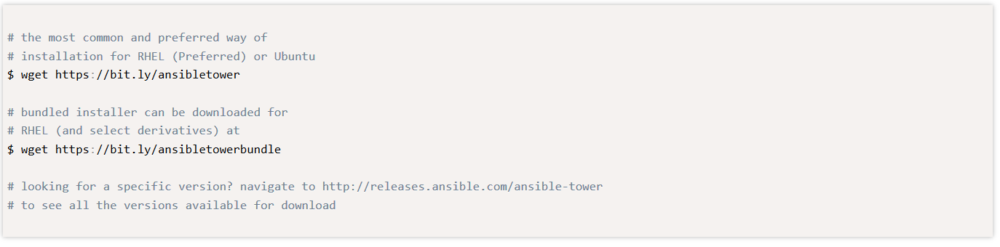 # the most common and preferred way of
# installation for RHEL (Preferred) or Ubuntu
$ wget https://bit.ly/ansibletower
# bundled installer can be downloaded for
# RHEL (and select derivatives) at
$ wget https://bit.ly/ansibletowerbundle
# looking for a specific version? navigate to http://releases.ansible.com/ansible-tower
# to see all the versions available for download